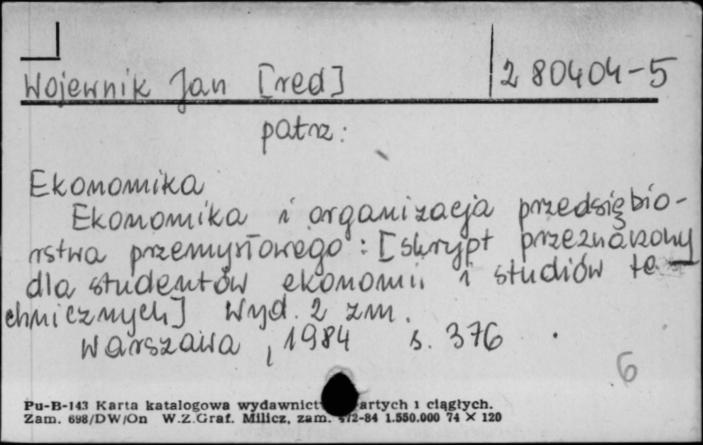 Wojewnik Jan [red] 2 80404-5
patrz:
Ekonomika
Ekonomika i organizacja przedsiębio-
rstwa przemysłowego : [skrypt przeznaczony
dla studentów ekonomii i studiów te-
chnicznych] Wyd. 2 zm.
Warszawa, 1984 s. 376
6
Pu-B-143 Karta katalogowa wydawnict artych i ciągłych.
Zam. 698/DW/On W.Z.Graf. Milicz, zam. 72-84 1.550.000 74 X 120